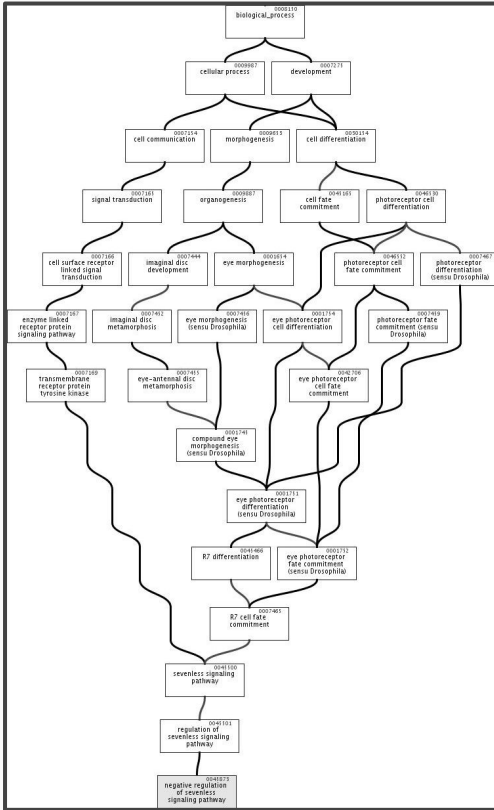 0008150
biological_process
0009987
cellular process
0007275
development
0007154
cell communication
0009653
morphogenesis
0030154
cell differentiation
0007165
signal transduction
0009887
organogenesis
0045165
cell fate
commitment
0046530
photoreceptor cell
differentiation
0007166
cell surface receptor
linked signal
transduction
0007444
imaginal disc
development
0001654
eye morphogenesis
0046552
photoreceptor cell
fate commitment
0007467
photoreceptor
differentiation
(sensu Drosophila)
0007167
enzyme linked
receptor protein
signaling pathway
0007452
imaginal disc
metamorphosis
0007456
eye morphogenesis
(sensu Drosophila)
0001754
eye photoreceptor
cell differentiation
0007459
photoreceptor fate
commitment (sensu
Drosophila)
0007169
transmembrane
receptor protein
tyrosine kinase
0007455
eye-antennal disc
metamorphosis
0042706
eye photoreceptor
cell fate
commitment
0001745
compound eye
morphogenesis
(sensu Drosophila)
0001751
eye photoreceptor
differentiation
(sensu Drosophila)
0045466
R7 differentiation
0001752
eye photoreceptor
fate commitment
(sensu Drosophila)
0007465
R7 cell fate
commitment
0045500
sevenless signaling
pathway
0045501
regulation of
sevenless signaling
pathway
0045873
negative regulation
of sevenless
signaling pathway